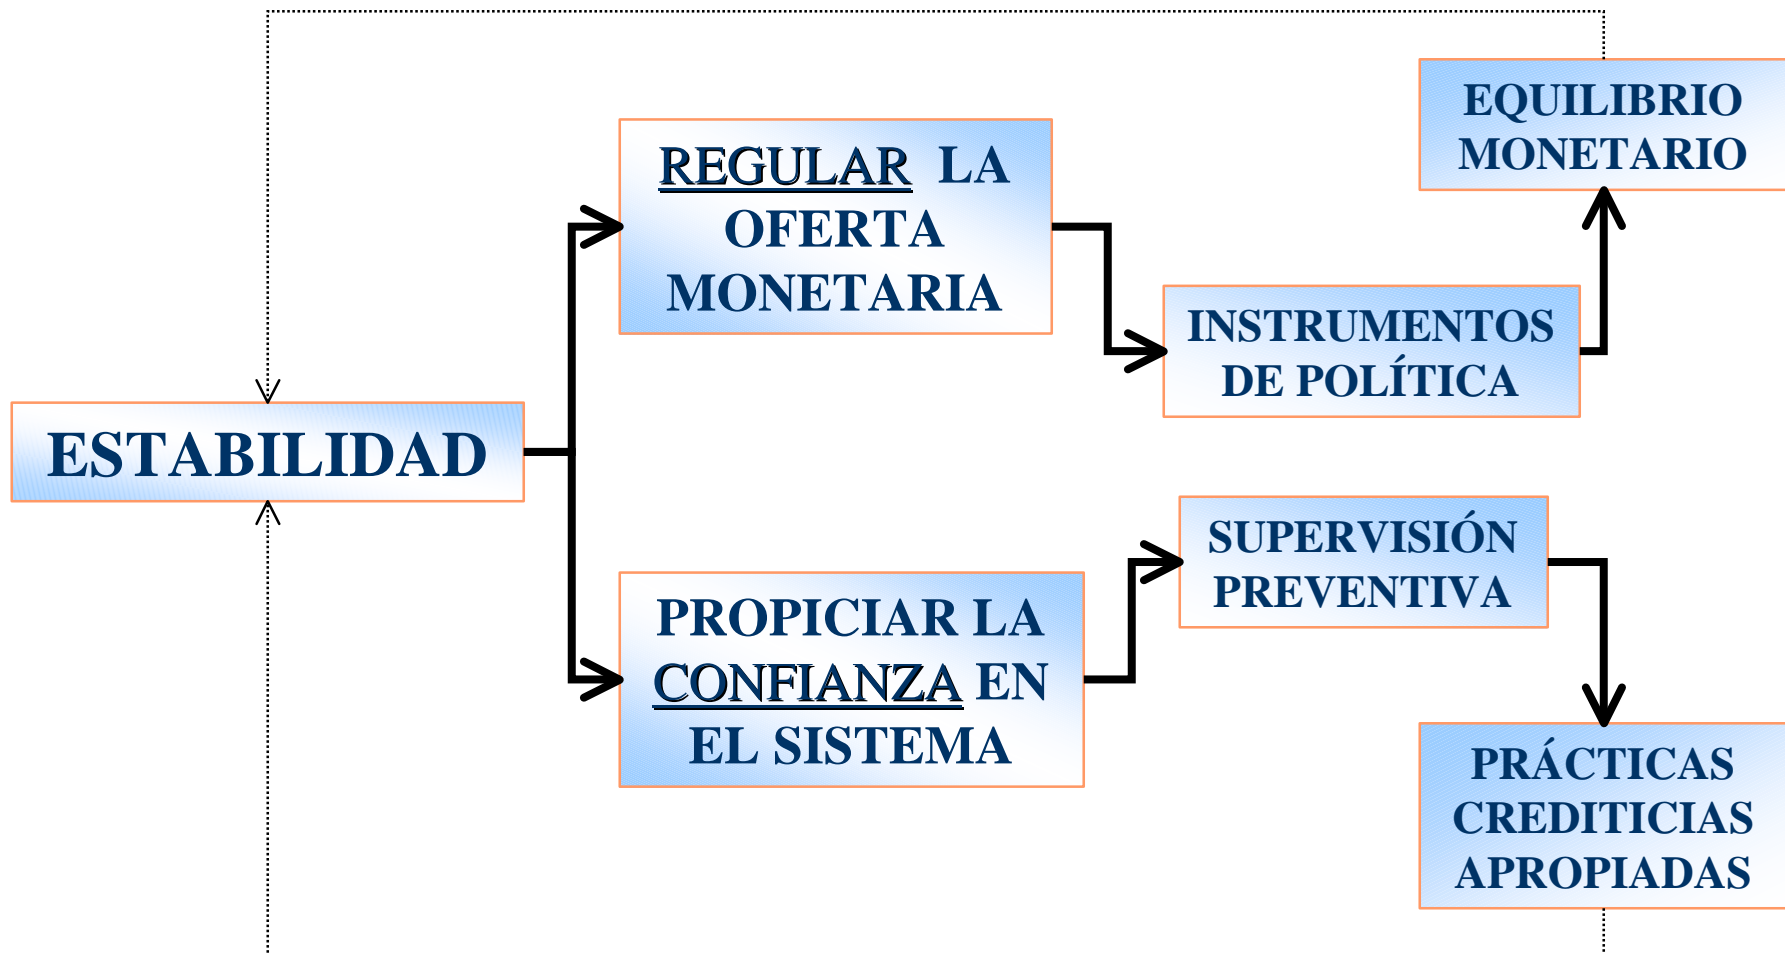 EQUILIBRIO
MONETARIO
REGULAR LA
OFERTA
MONETARIA
INSTRUMENTOS
DE POLÍTICA
ESTABILIDAD
SUPERVISIÓN
PREVENTIVA
PROPICIAR LA
CONFIANZA EN
EL SISTEMA
PRÁCTICAS
CREDITICIAS
APROPIADAS